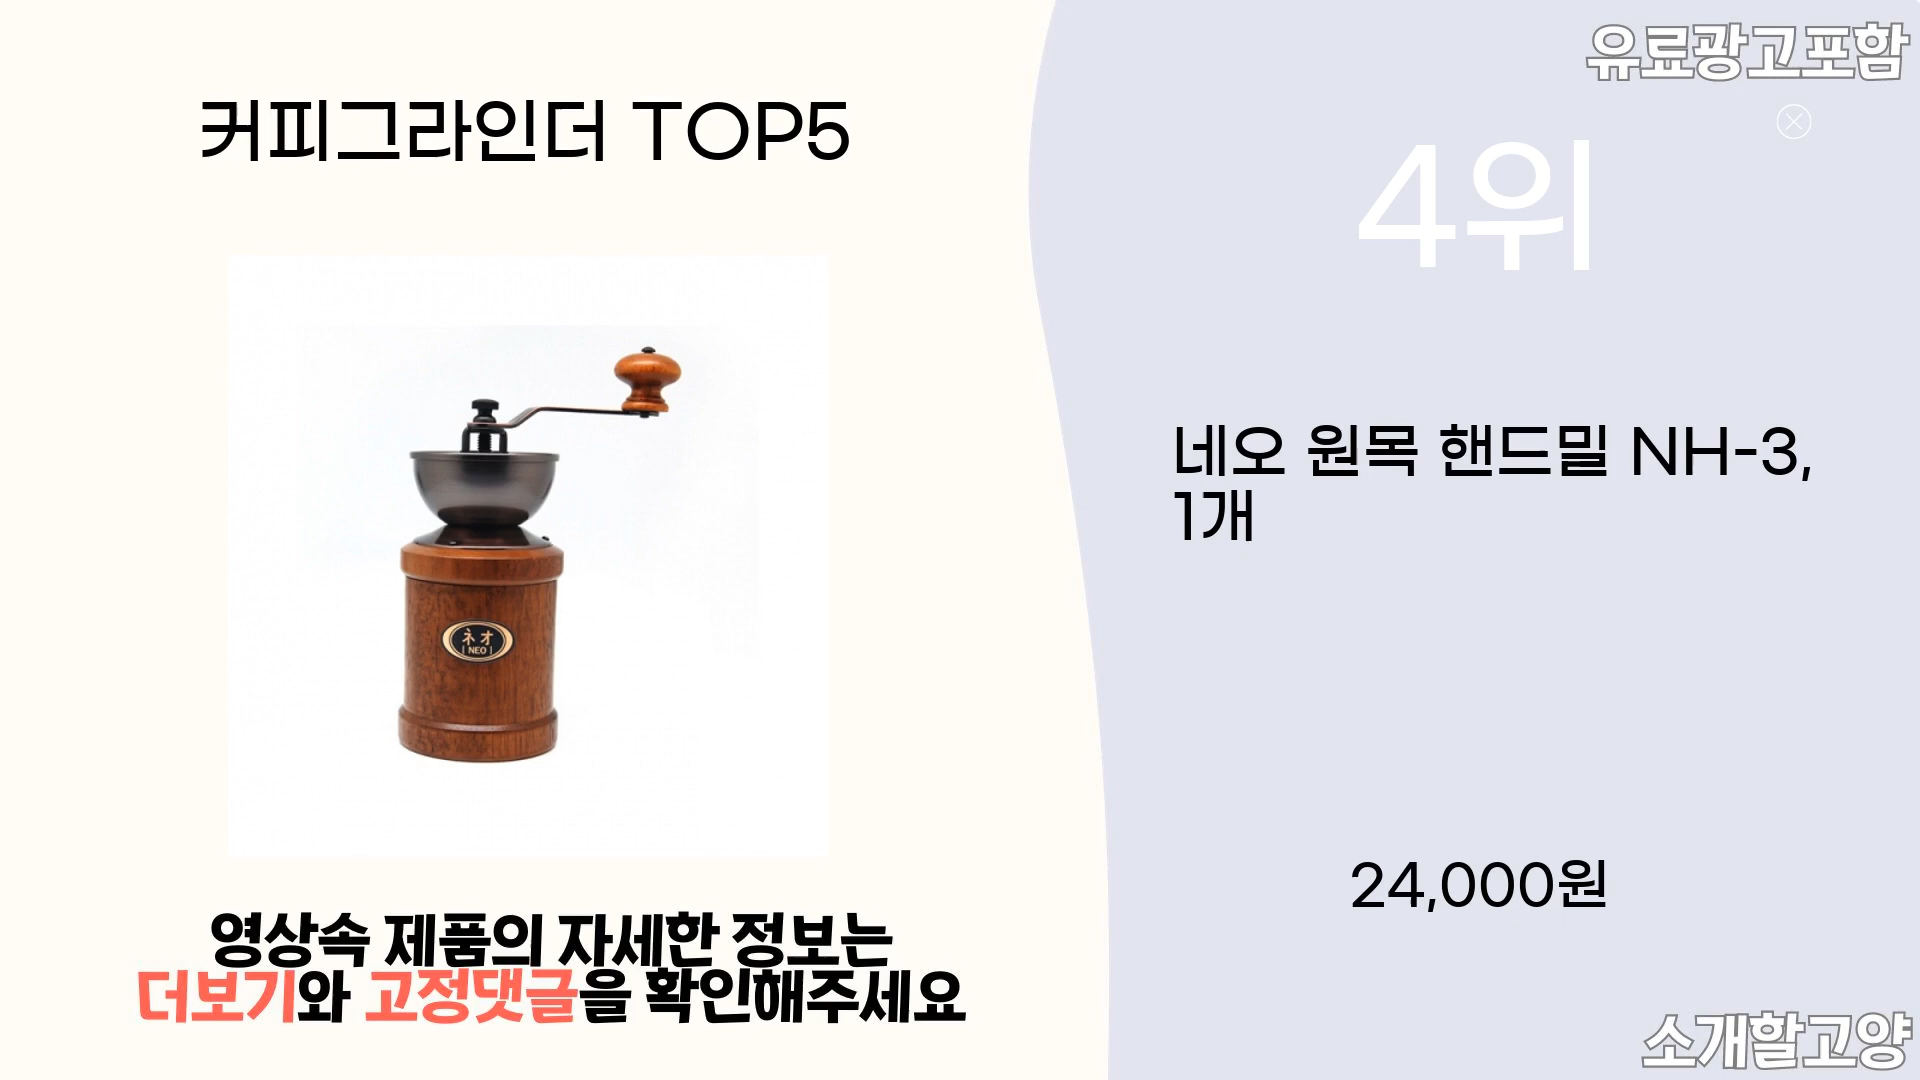 유료광고포함
커피그라인더 TOP5
4위
네오 원목 핸드밀 NH-3,
1개
ネオ
NEO
24,000원
영상속 제품의 자세한 정보는
더보기와 고정댓글을 확인해주세요
소개할고양